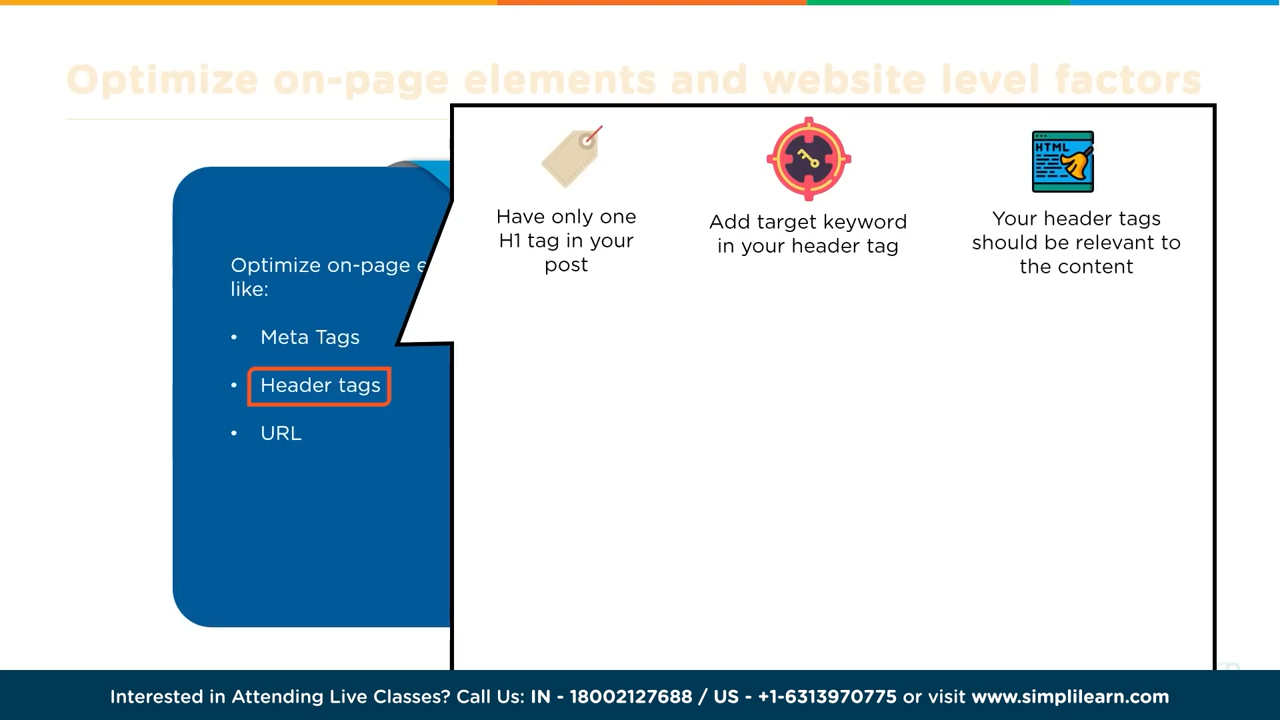 Optimize on-page elements and website level factors
Optimize on-page
like:
• Meta Tags
• Header tags
• URL
Have only one
H1 tag in your
post
Add target keyword
in your header tag
HTML
Your header tags
should be relevant to
the content
Interested in Attending Live Classes? Call Us: IN - 18002127688 / US - +1-6313970775 or visit www.simplilearn.com